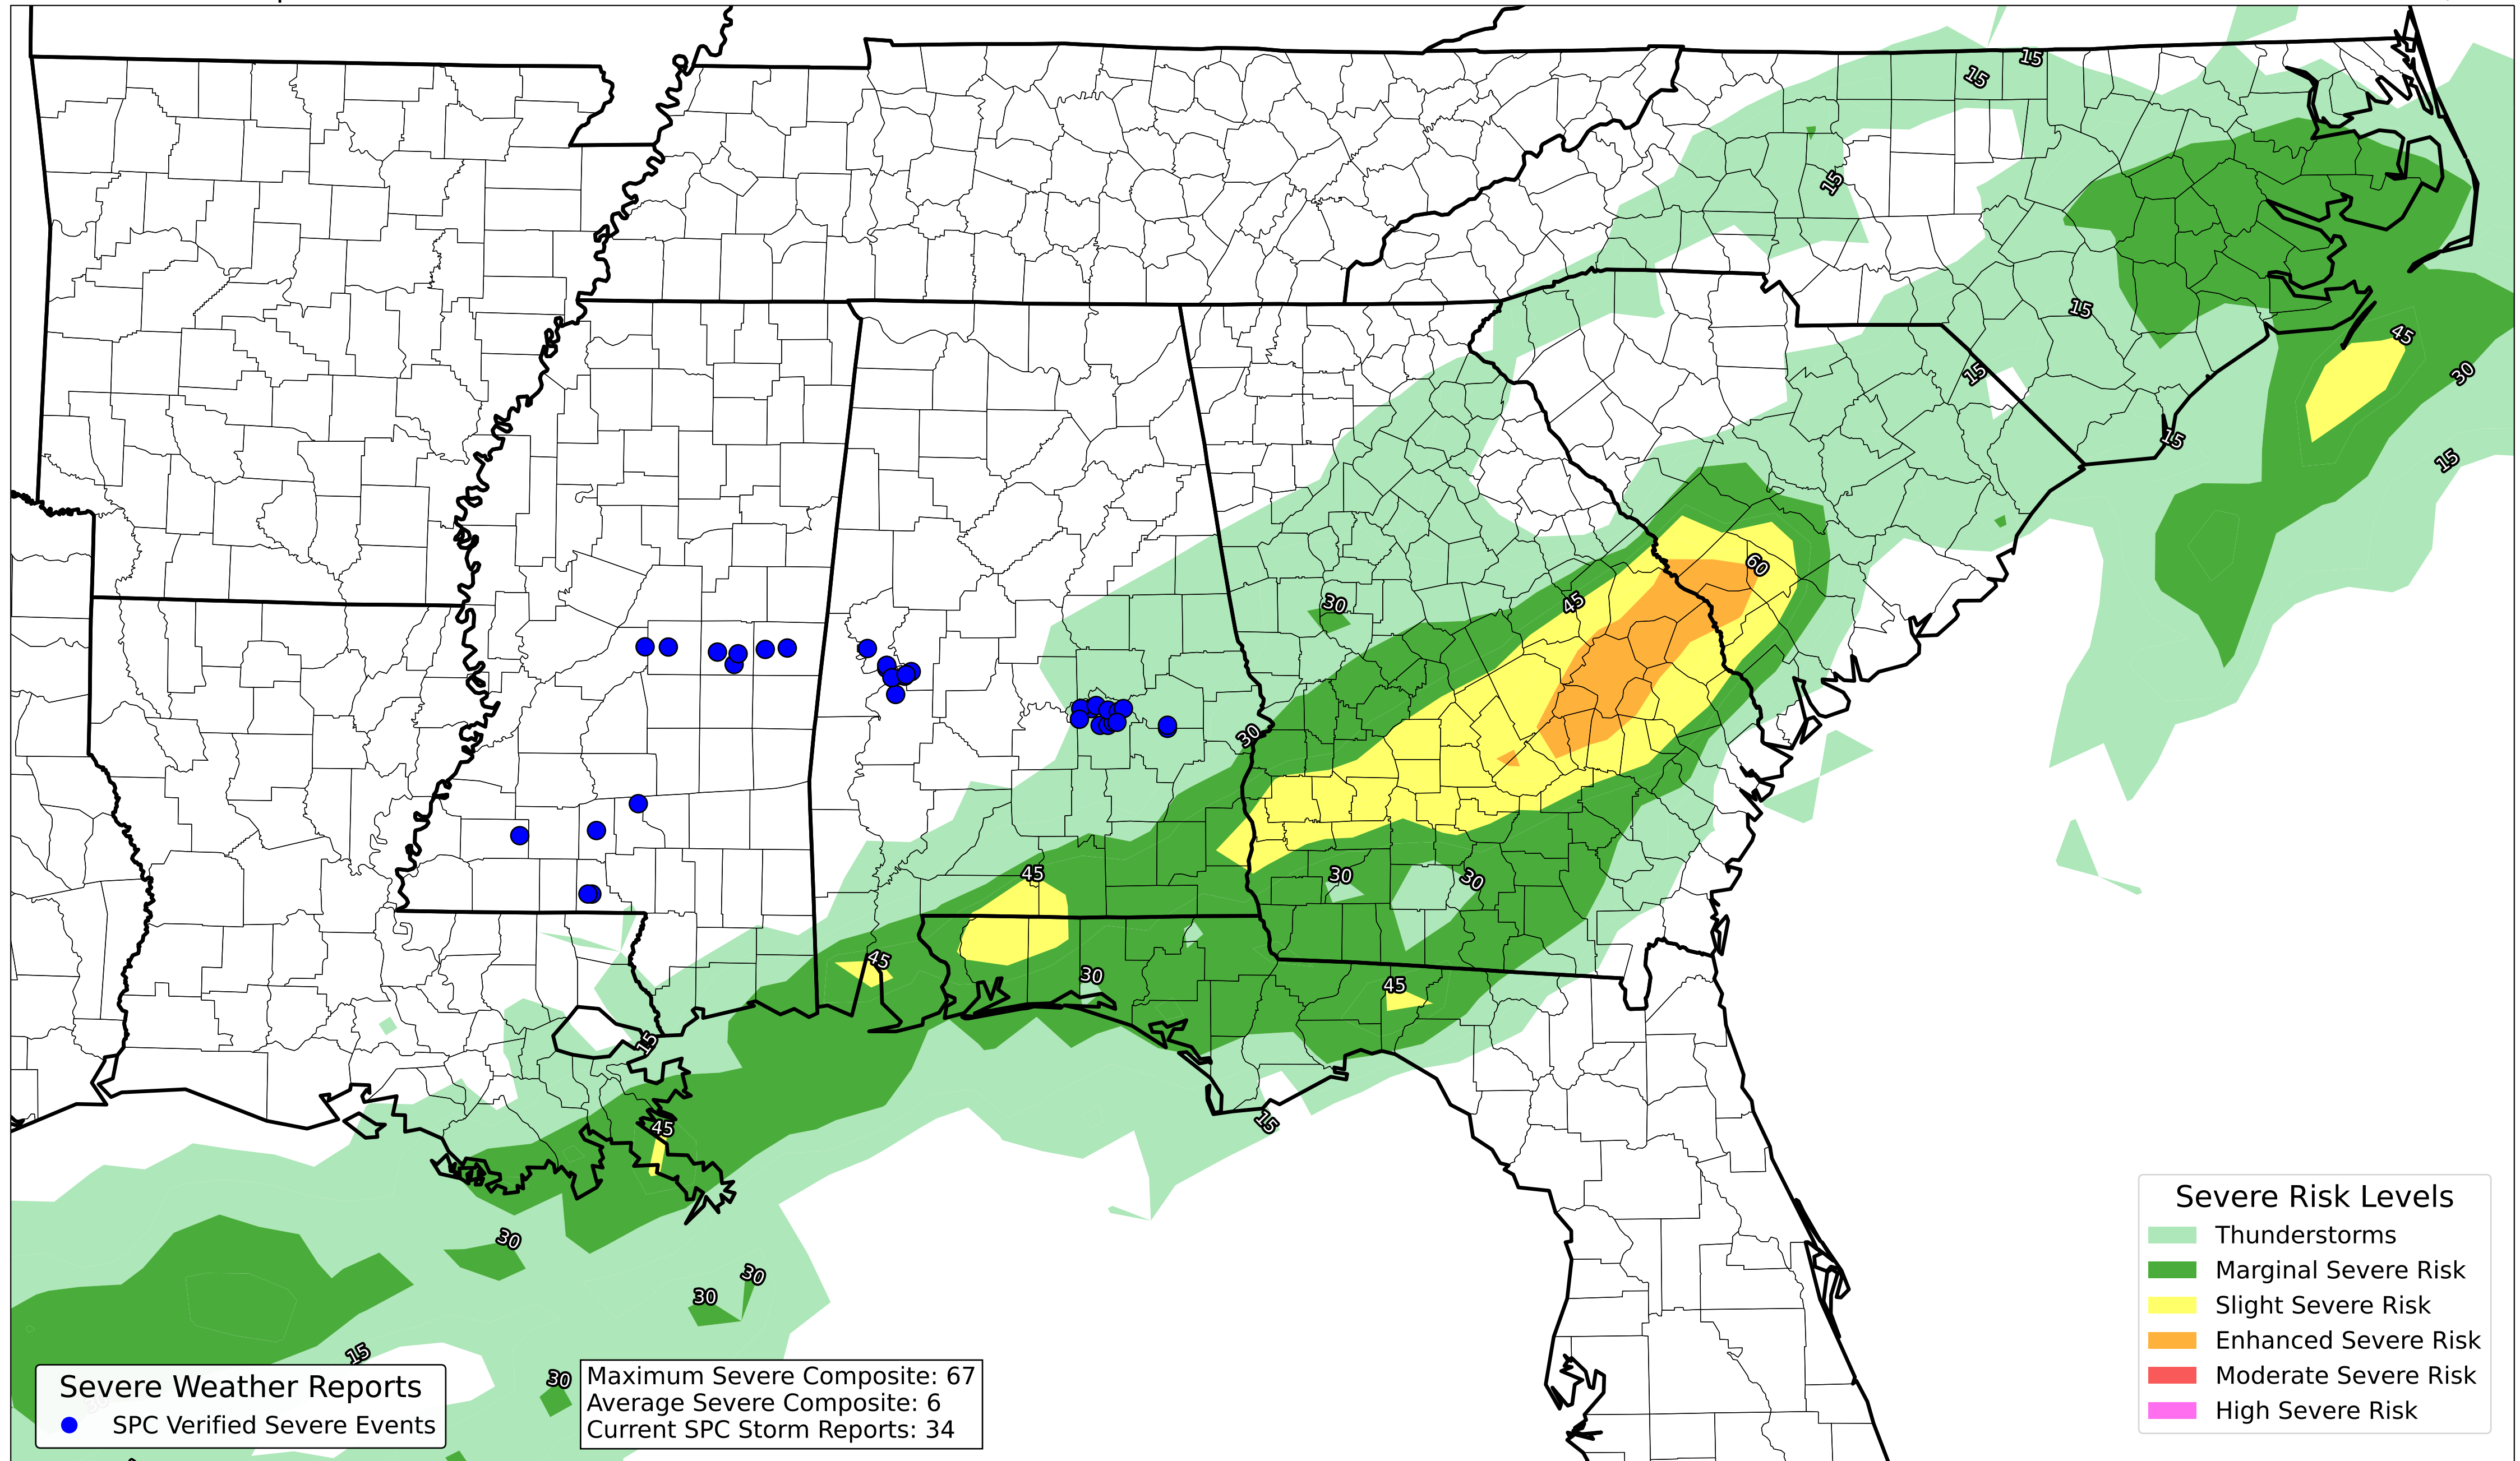 15
15
15
15
45
30
15
15
15
60
45
30
30
45
30
30
45
30
45
15
15
45
30
30
30
15
30
Severe Weather Reports
SPC Verified Severe Events
Maximum Severe Composite: 67
Average Severe Composite: 6
Current SPC Storm Reports: 34
Severe Risk Levels
Thunderstorms
Marginal Severe Risk
Slight Severe Risk
Enhanced Severe Risk
Moderate Severe Risk
High Severe Risk